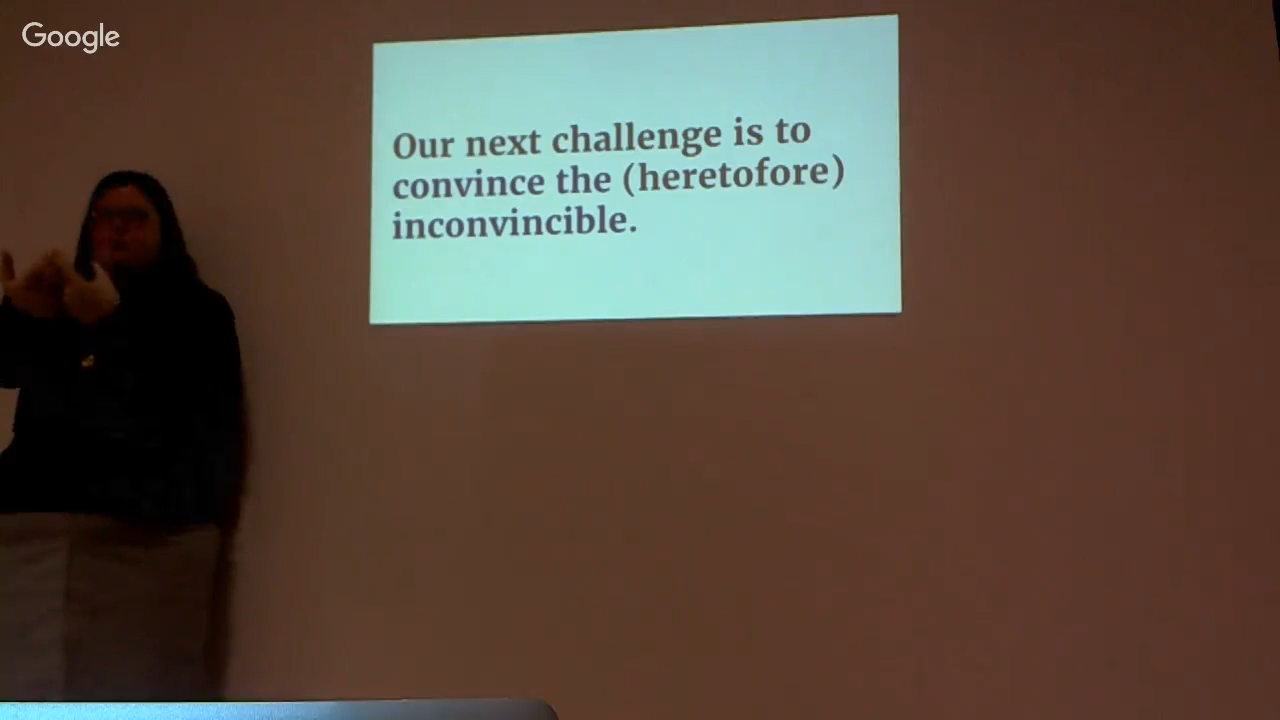 Google
Our next challenge is to
convince the (heretofore)
inconvincible.